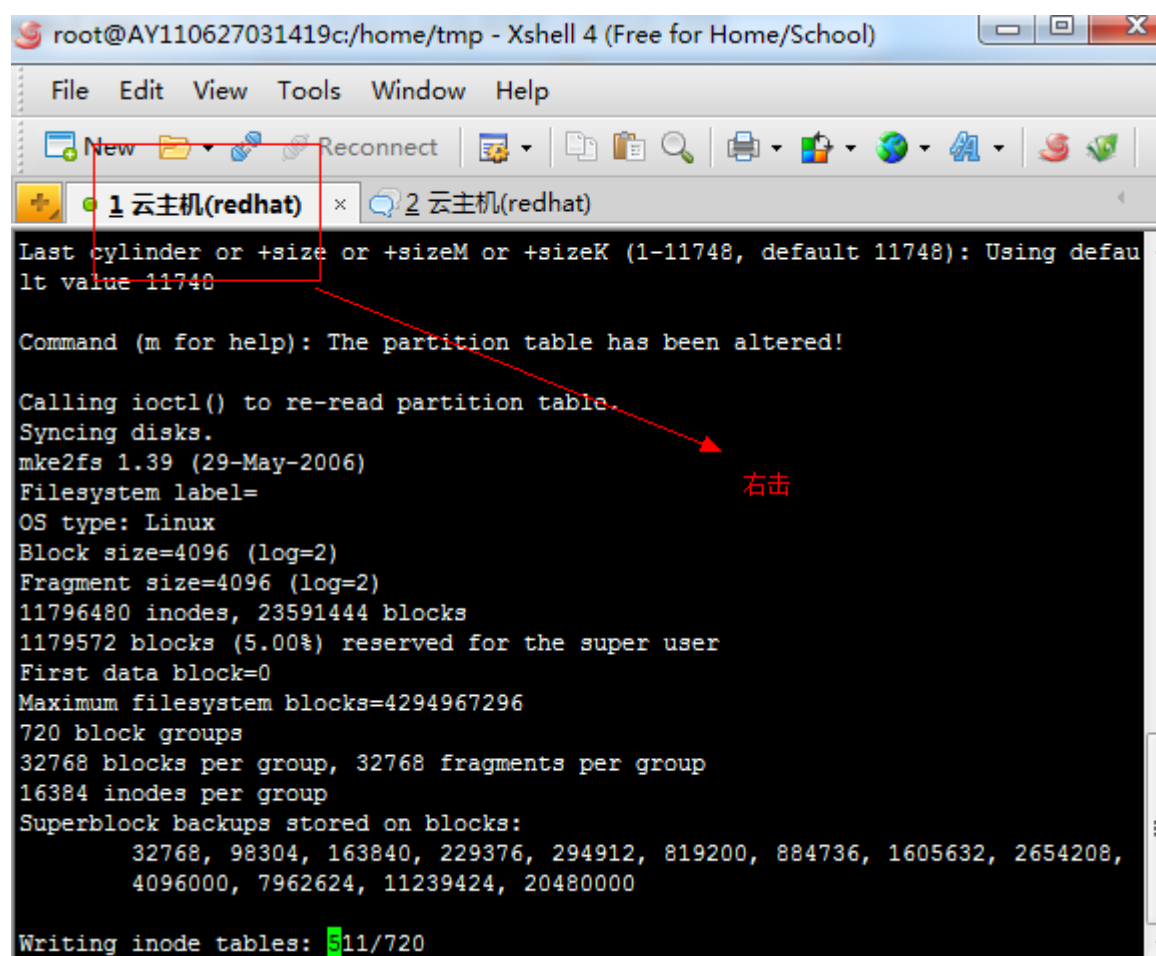 root@AY110627031419c:/home/tmp - Xshell 4 (Free for Home/School)
File Edit View Tools Window Help
New Reconnect
1 云主机(redhat) 2 云主机(redhat)
Last cylinder or +size or +sizeM or +sizeK (1-11748, default 11748): Using defau
lt value 11748
Command (m for help): The partition table has been altered!
Calling ioctl() to re-read partition table.
Syncing disks.
mke2fs 1.39 (29-May-2006)
Filesystem label=
右击
OS type: Linux
Block size=4096 (log=2)
Fragment size=4096 (log=2)
11796480 inodes, 23591444 blocks
1179572 blocks (5.00%) reserved for the super user
First data block=0
Maximum filesystem blocks=4294967296
720 block groups
32768 blocks per group, 32768 fragments per group
16384 inodes per group
Superblock backups stored on blocks:
32768, 98304, 163840, 229376, 294912, 819200, 884736, 1605632, 2654208,
4096000, 7962624, 11239424, 20480000
Writing inode tables: 511/720